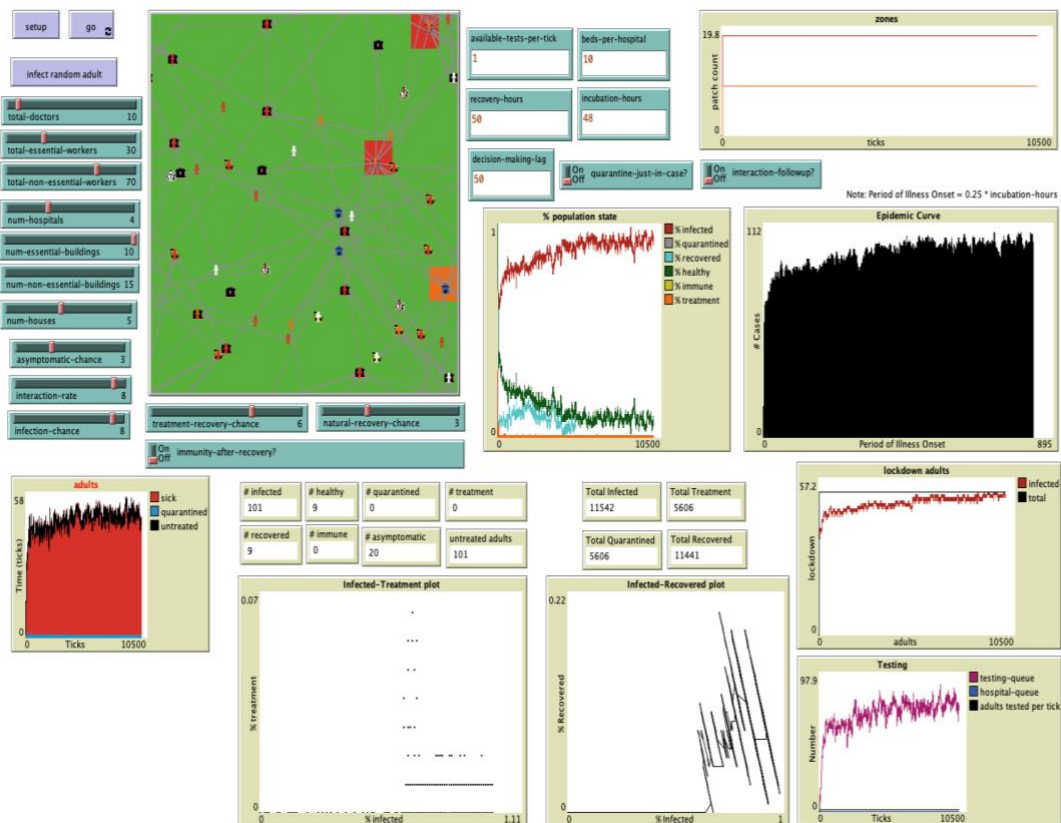 setup
go
infect random adult
total-doctors 10
total-essential-workers 30
total-non-essential-workers 70
num-hospitals 4
num-essential-buildings 10
num-non-essential-buildings 15
num-houses 5
asymptomatic-chance 3
interaction-rate 8
infection-chance 8
treatment-recovery-chance 6
natural-recovery-chance 3
On
Off
immunity-after-recovery?
available-tests-per-tick
1
beds-per-hospital
10
recovery-hours
50
incubation-hours
48
decision-making-lag
50
On
Off
quarantine-just-in-case?
On
Off
interaction-followup?
zones
19.8
patch count
0
0
ticks
10500
Note: Period of Illness Onset = 0.25 * incubation-hours
% population state
1
0
0
10500
% infected
% quarantined
% recovered
% healthy
% immune
% treatment
Epidemic Curve
112
# Cases
0
0
Period of Illness Onset
895
adults
58
Time (ticks)
0
0
Ticks
10500
sick
quarantined
untreated
# infected
101
# healthy
9
# quarantined
0
# treatment
0
# recovered
9
# immune
0
# asymptomatic
20
untreated adults
101
Total Infected
11542
Total Treatment
5606
Total Quarantined
5606
Total Recovered
11441
lockdown adults
57.2
lockdown
0
0
adults
10500
infected
total
Infected-Treatment plot
0.07
% treatment
0
0
% infected
1.11
Infected-Recovered plot
0.22
% Recovered
0
0
% Infected
1
Testing
97.9
Number
0
0
Ticks
10500
testing-queue
hospital-queue
adults tested per tick